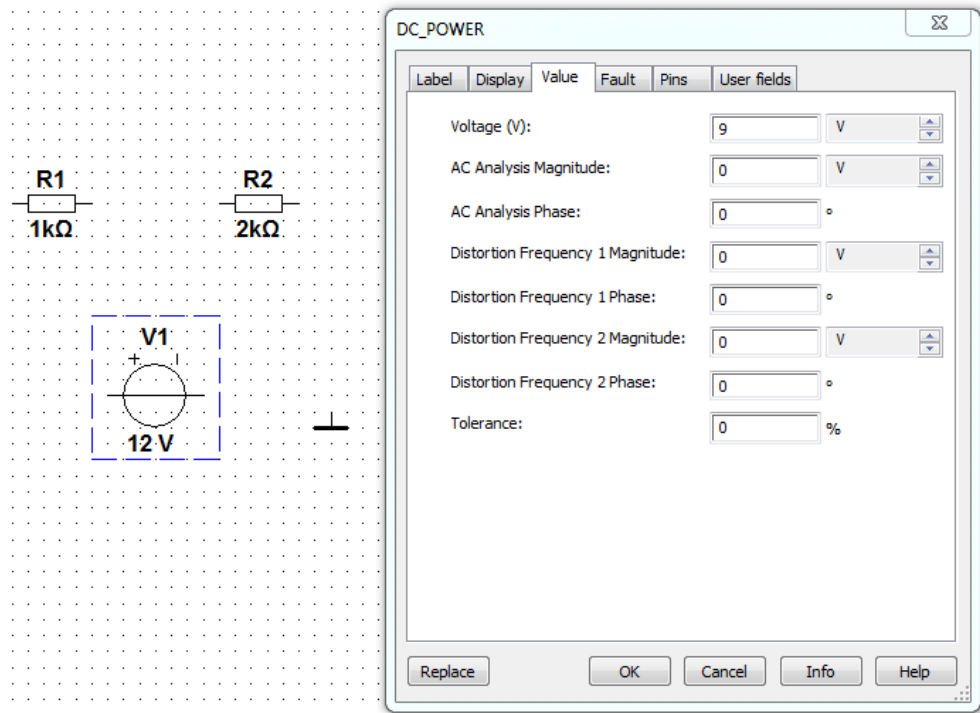 R1
1kΩ
R2
2kΩ
V1
+
12 V
DC_POWER
Label Display Value Fault Pins User fields
Voltage (V): 9 V
AC Analysis Magnitude: 0 V
AC Analysis Phase: 0 °
Distortion Frequency 1 Magnitude: 0 V
Distortion Frequency 1 Phase: 0 °
Distortion Frequency 2 Magnitude: 0 V
Distortion Frequency 2 Phase: 0 °
Tolerance: 0 %
Replace OK Cancel Info Help